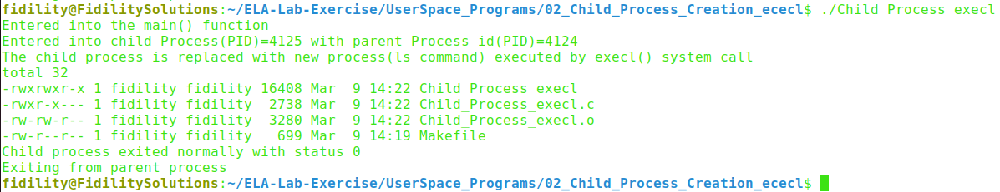 fidility@FidilitySolutions:~/ELA-Lab-Exercise/UserSpace_Programs/02_Child_Process_Creation_ececl$ ./Child_Process_execl
Entered into the main() function
Entered into child Process(PID)=4125 with parent Process id(PID)=4124
The child process is replaced with new process(ls command) executed by execl() system call
total 32
-rwxrwxr-x 1 fidility fidility 16408 Mar  9 14:22 Child_Process_execl
-rwxr-x--- 1 fidility fidility  2738 Mar  9 14:22 Child_Process_execl.c
-rw-rw-r-- 1 fidility fidility  3280 Mar  9 14:22 Child_Process_execl.o
-rw-r--r-- 1 fidility fidility   699 Mar  9 14:19 Makefile
Child process exited normally with status 0
Exiting from parent process
fidility@FidilitySolutions:~/ELA-Lab-Exercise/UserSpace_Programs/02_Child_Process_Creation_ececl$